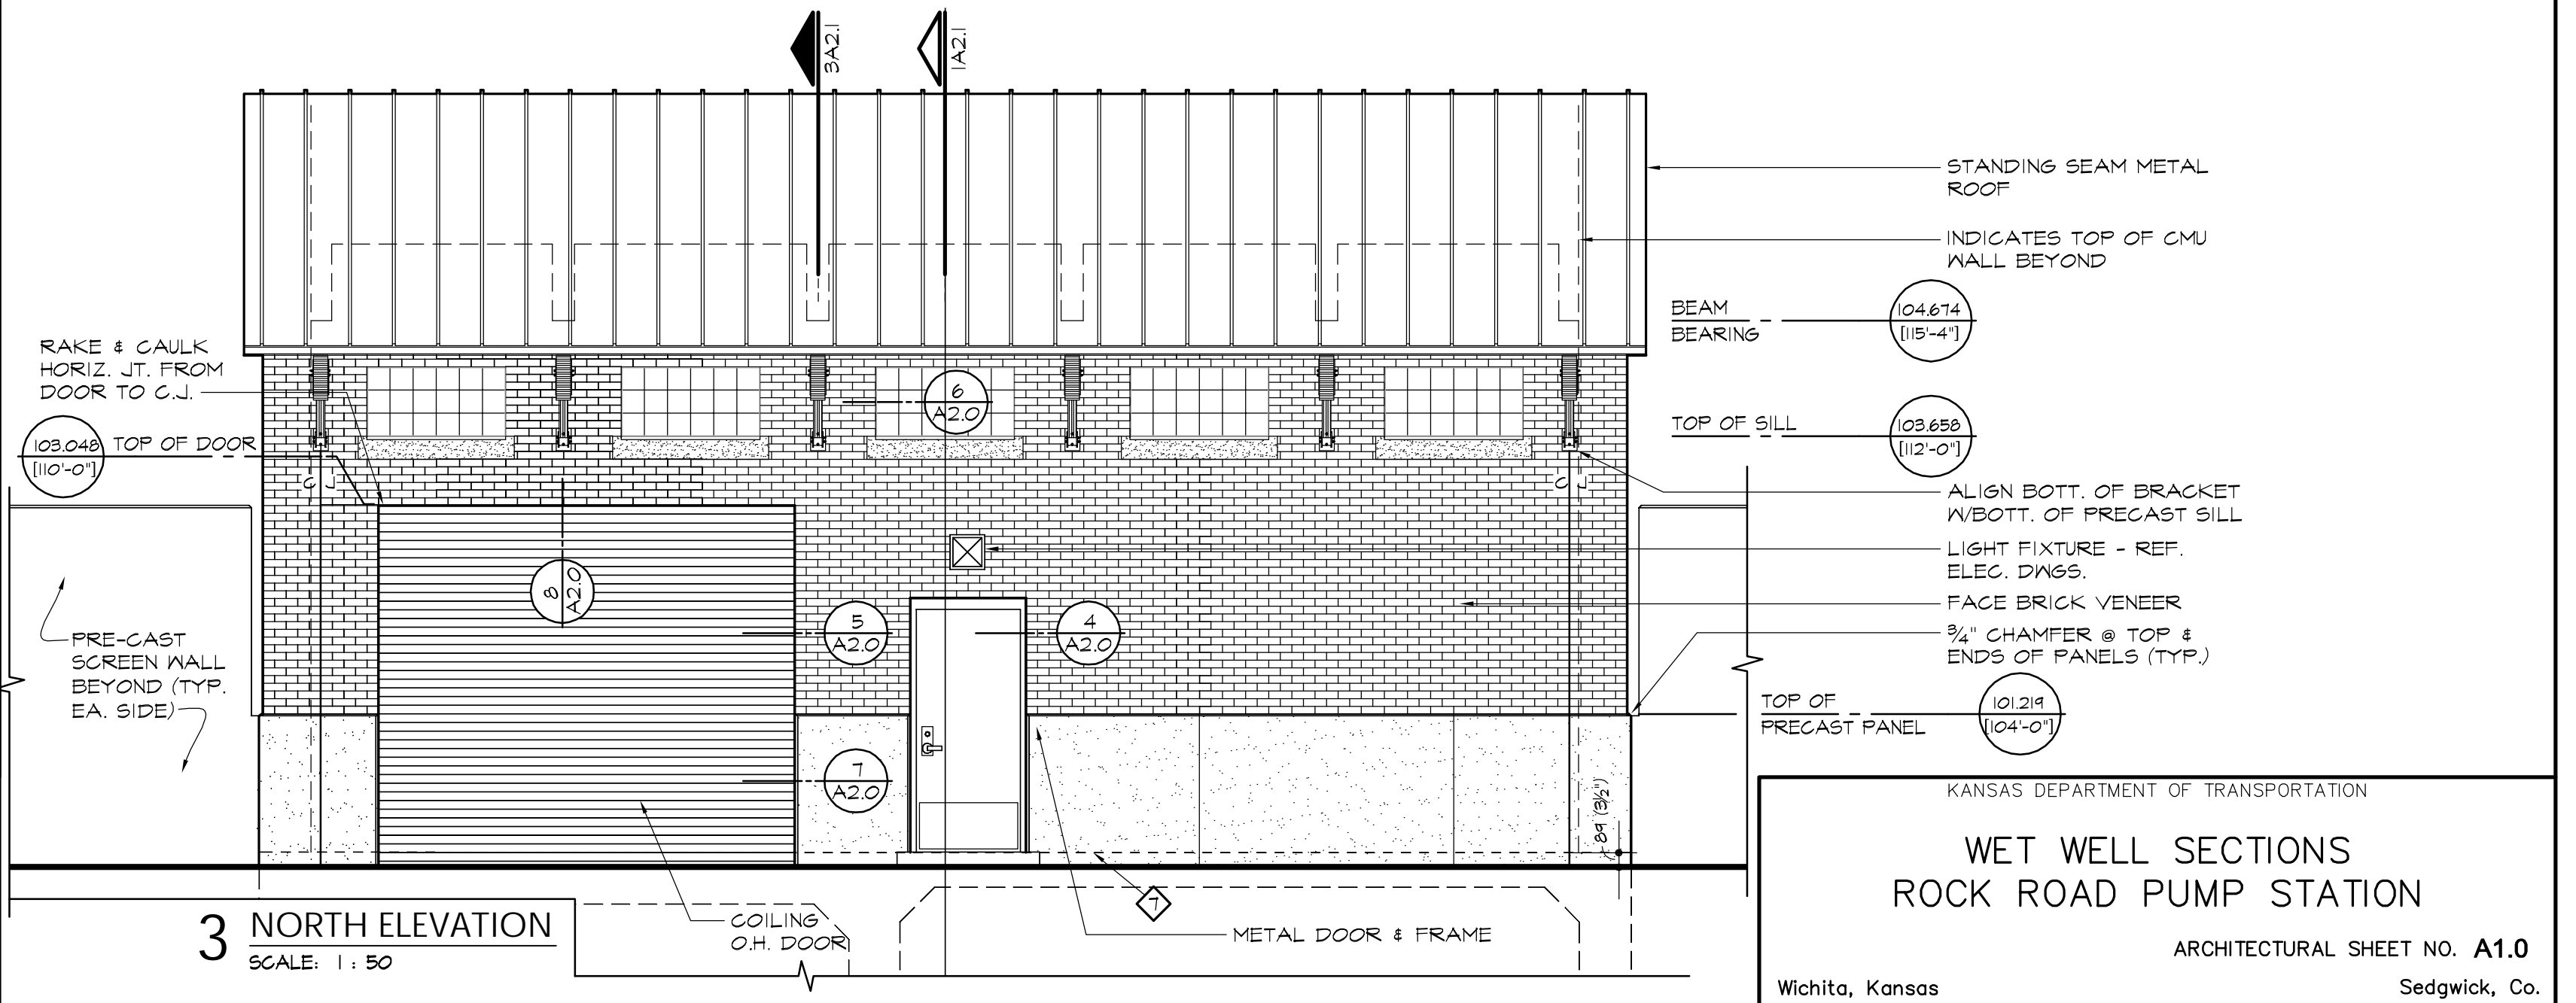 3A2.1
1A2.1
STANDING SEAM METAL
ROOF
INDICATES TOP OF CMU
WALL BEYOND
BEAM
BEARING
104.674
[115'-4"]
RAKE & CAULK
HORIZ. JT. FROM
DOOR TO C.J.
103.048
[110'-0"]
TOP OF DOOR
6
A2.0
TOP OF SILL
103.658
[112'-0"]
C.J.
C.J.
ALIGN BOTT. OF BRACKET
W/BOTT. OF PRECAST SILL
LIGHT FIXTURE - REF.
ELEC. DWGS.
FACE BRICK VENEER
3/4" CHAMFER @ TOP &
ENDS OF PANELS (TYP.)
8
A2.0
5
A2.0
4
A2.0
PRE-CAST
SCREEN WALL
BEYOND (TYP.
EA. SIDE)
TOP OF
PRECAST PANEL
101.219
[104'-0"]
7
A2.0
89 (3½")
7
COILING
O.H. DOOR
METAL DOOR & FRAME
3 NORTH ELEVATION
SCALE: 1 : 50
KANSAS DEPARTMENT OF TRANSPORTATION
WET WELL SECTIONS
ROCK ROAD PUMP STATION
ARCHITECTURAL SHEET NO. A1.0
Wichita, Kansas
Sedgwick, Co.